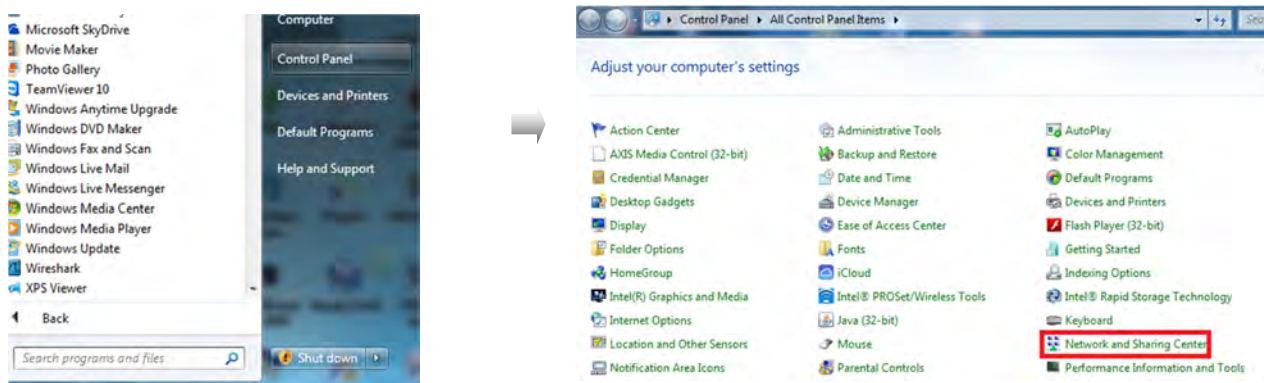 Microsoft SkyDrive
Movie Maker
Photo Gallery
TeamViewer 10
Windows Anytime Upgrade
Windows DVD Maker
Windows Fax and Scan
Windows Live Mail
Windows Live Messenger
Windows Media Center
Windows Media Player
Windows Update
Wireshark
XPS Viewer
Back
Search programs and files
Computer
Control Panel
Devices and Printers
Default Programs
Help and Support
Shut down
Control Panel All Control Panel Items
Adjust your computer's settings
Action Center Administrative Tools AutoPlay
AXIS Media Control (32-bit) Backup and Restore Color Management
Credential Manager Date and Time Default Programs
Desktop Gadgets Device Manager Devices and Printers
Display Ease of Access Center Flash Player (32-bit)
Folder Options Fonts Getting Started
HomeGroup iCloud Indexing Options
Intel(R) Graphics and Media Intel® PROSet/Wireless Tools Intel® Rapid Storage Technology
Internet Options Java (32-bit) Keyboard
Location and Other Sensors Mouse Network and Sharing Center
Notification Area Icons Parental Controls Performance Information and Tools